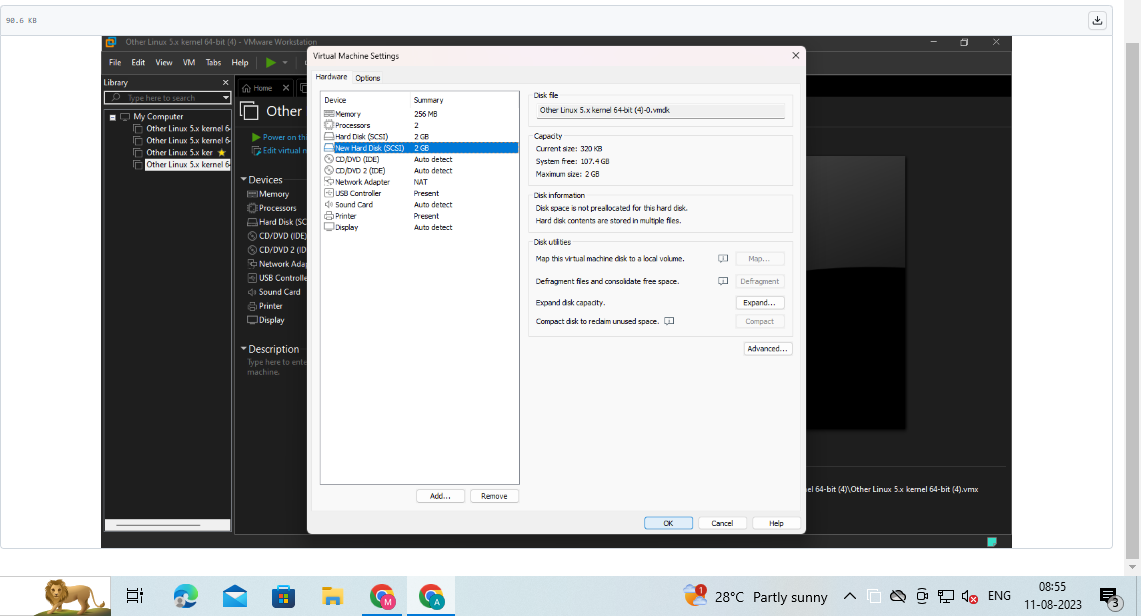 90.6 KB
Other Linux 5.x kernel 64-bit (4) - VMware Workstation
File Edit View VM Tabs Help
Library
Type here to search
My Computer
Other Linux 5.x kernel 6
Other Linux 5.x kernel 6
Other Linux 5.x ker
Other Linux 5.x kernel 6
Home
Other
Power on th
Edit virtual m
Devices
Memory
Processors
Hard Disk (SC
CD/DVD (IDE)
CD/DVD 2 (ID
Network Adap
USB Controlle
Sound Card
Printer
Display
Description
Type here to ente
machine.
Virtual Machine Settings
Hardware Options
Device Summary
Memory 256 MB
Processors 2
Hard Disk (SCSI) 2 GB
New Hard Disk (SCSI) 2 GB
CD/DVD (IDE) Auto detect
CD/DVD 2 (IDE) Auto detect
Network Adapter NAT
USB Controller Present
Sound Card Auto detect
Printer Present
Display Auto detect
Add... Remove
Disk file
Other Linux 5.x kernel 64-bit (4)-0.vmdk
Capacity
Current size: 320 KB
System free: 107.4 GB
Maximum size: 2 GB
Disk information
Disk space is not preallocated for this hard disk.
Hard disk contents are stored in multiple files.
Disk utilities
Map this virtual machine disk to a local volume. Map...
Defragment files and consolidate free space. Defragment
Expand disk capacity. Expand...
Compact disk to reclaim unused space. Compact
Advanced...
OK Cancel Help
el 64-bit (4)\Other Linux 5.x kernel 64-bit (4).vmx
M
A
1
28°C Partly sunny
ENG
08:55
11-08-2023
3